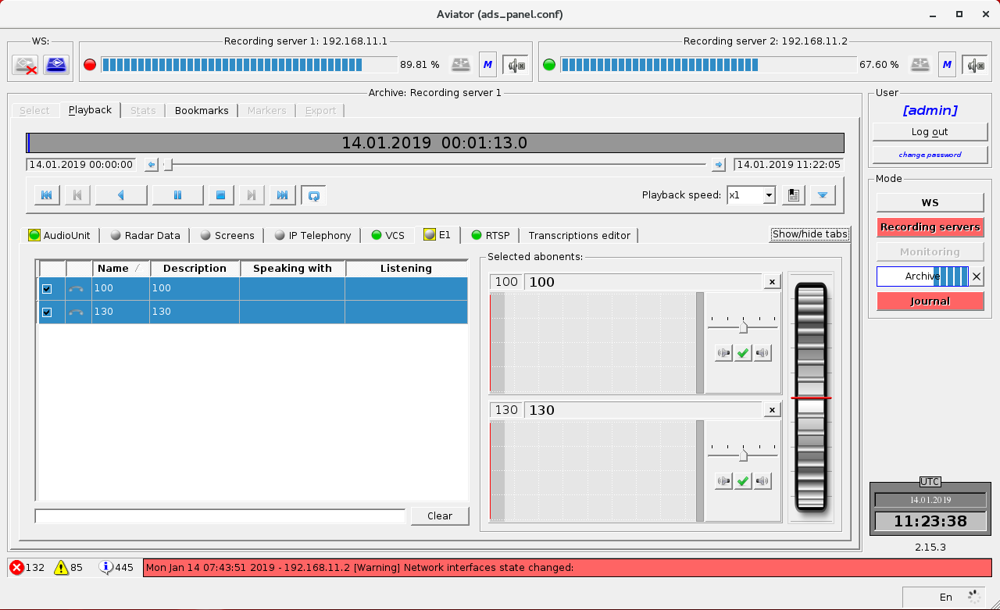 Aviator (ads_panel.conf)
WS:
Recording server 1: 192.168.11.1
Recording server 2: 192.168.11.2
89.81 %
M
67.60 %
M
Archive: Recording server 1
Select Playback Stats Bookmarks Markers Export
14.01.2019 00:01:13.0
14.01.2019 00:00:00
14.01.2019 11:22:05
Playback speed: x1
AudioUnit Radar Data Screens IP Telephony VCS E1 RTSP Transcriptions editor
Show/hide tabs
Name Description Speaking with Listening
100 100
130 130
Clear
Selected abonents:
100 100 x
130 130 x
User
[admin]
Log out
change password
Mode
WS
Recording servers
Monitoring
Archive
Journal
UTC
14.01.2019
11:23:38
2.15.3
132 85 445
Mon Jan 14 07:43:51 2019 - 192.168.11.2 [Warning] Network interfaces state changed:
En